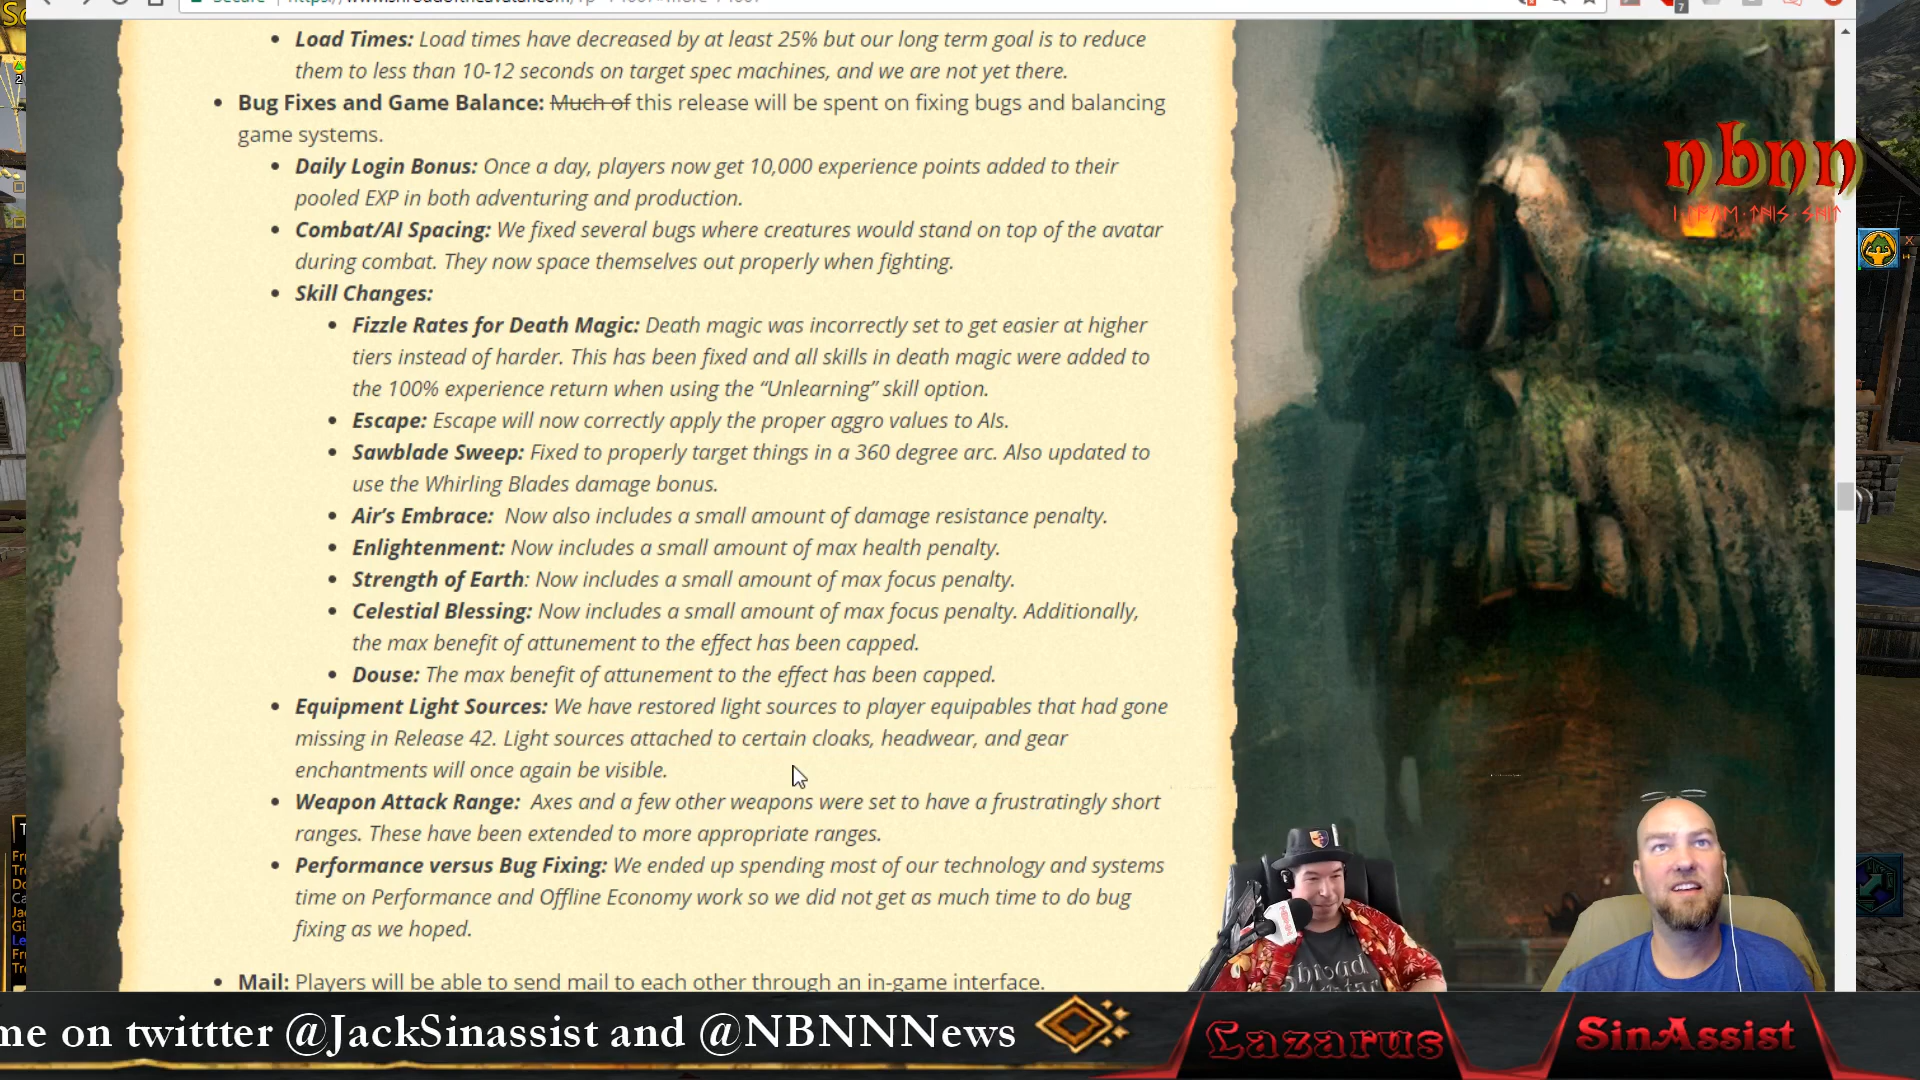 Load Times: Load times have decreased by at least 25% but our long term goal is to reduce
them to less than 10-12 seconds on target spec machines, and we are not yet there.
Bug Fixes and Game Balance: Much of this release will be spent on fixing bugs and balancing
game systems.
Daily Login Bonus: Once a day, players now get 10,000 experience points added to their
pooled EXP in both adventuring and production.
Combat/AI Spacing: We fixed several bugs where creatures would stand on top of the avatar
during combat. They now space themselves out properly when fighting.
Skill Changes:
Fizzle Rates for Death Magic: Death magic was incorrectly set to get easier at higher
tiers instead of harder. This has been fixed and all skills in death magic were added to
the 100% experience return when using the “Unlearning” skill option.
Escape: Escape will now correctly apply the proper aggro values to AIs.
Sawblade Sweep: Fixed to properly target things in a 360 degree arc. Also updated to
use the Whirling Blades damage bonus.
Air’s Embrace: Now also includes a small amount of damage resistance penalty.
Enlightenment: Now includes a small amount of max health penalty.
Strength of Earth: Now includes a small amount of max focus penalty.
Celestial Blessing: Now includes a small amount of max focus penalty. Additionally,
the max benefit of attunement to the effect has been capped.
Douse: The max benefit of attunement to the effect has been capped.
Equipment Light Sources: We have restored light sources to player equipables that had gone
missing in Release 42. Light sources attached to certain cloaks, headwear, and gear
enchantments will once again be visible.
Weapon Attack Range: Axes and a few other weapons were set to have a frustratingly short
ranges. These have been extended to more appropriate ranges.
Performance versus Bug Fixing: We ended up spending most of our technology and systems
time on Performance and Offline Economy work so we did not get as much time to do bug
fixing as we hoped.
Mail: Players will be able to send mail to each other through an in-game interface.
nbnn
me on twittter @JackSinassist and @NBNNNews
Lazarus
SinAssist